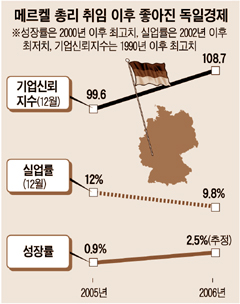 메르켈 총리 취임 이후 좋아진 독일경제
※성장률은 2000년 이후 최고치, 실업률은 2002년 이후
최저치, 기업신뢰지수는 1990년 이후 최고치
108.7
기업신뢰
지수(12월)
99.6
실업률
(12월)
12%
9.8%
성장률
0.9%
2.5%(추정)
2005년
2006년